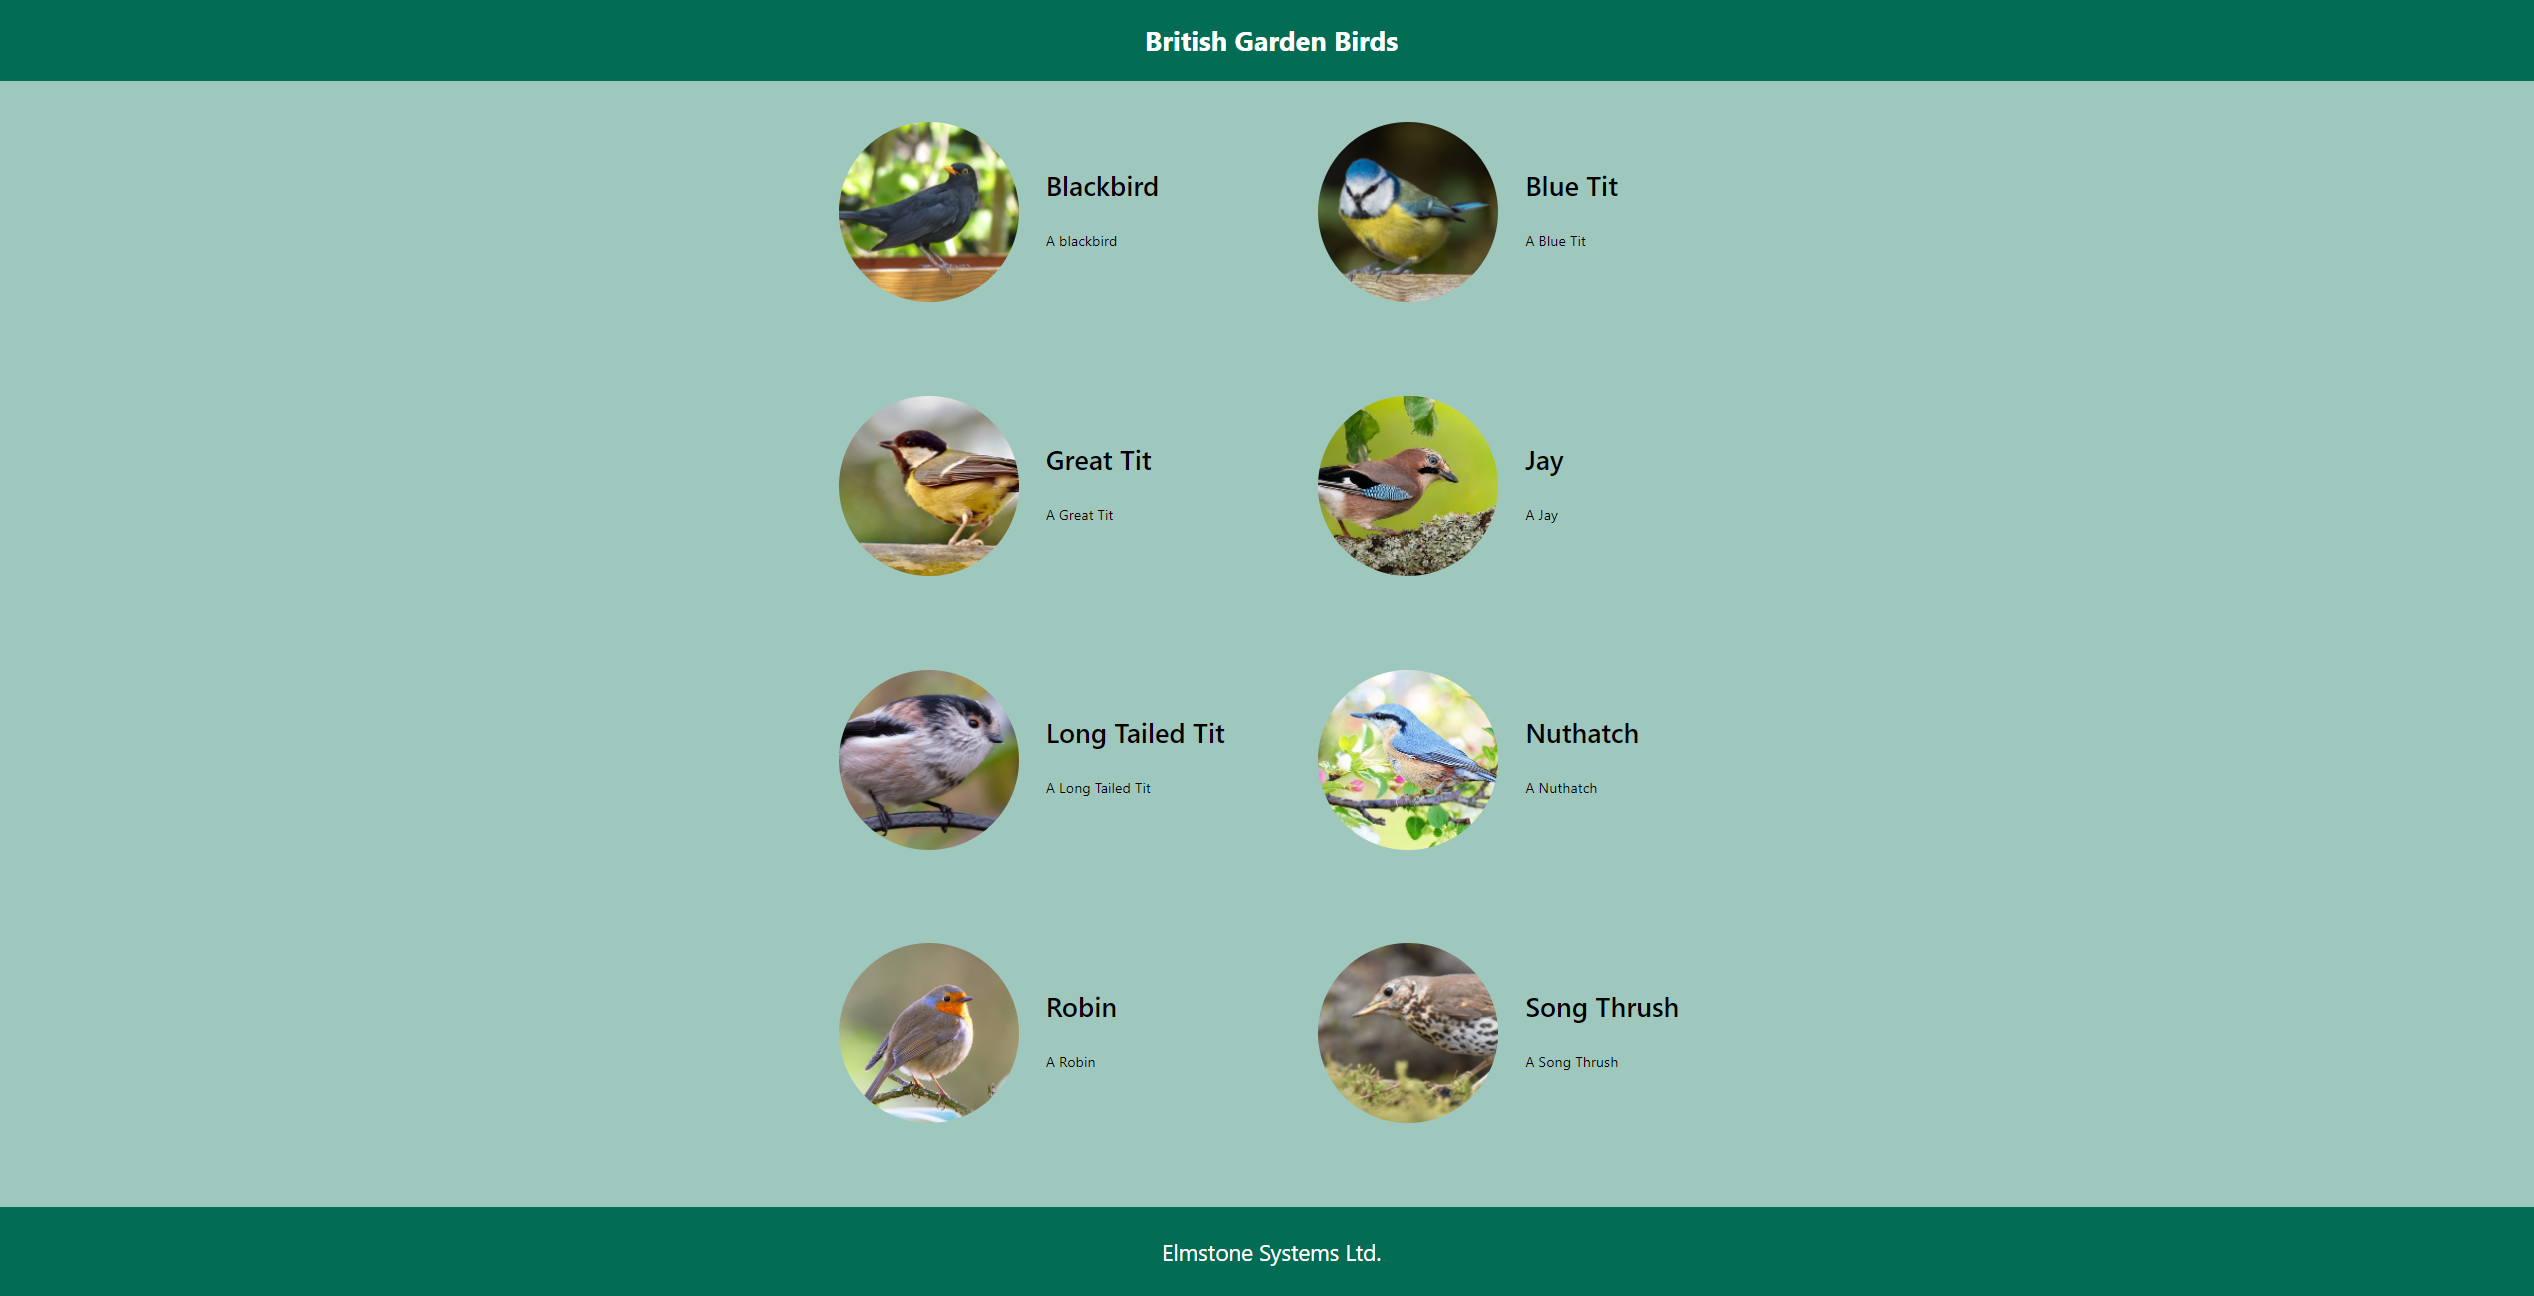 British Garden Birds
Blackbird
A blackbird
Blue Tit
A Blue Tit
Great Tit
A Great Tit
Jay
A Jay
Long Tailed Tit
A Long Tailed Tit
Nuthatch
A Nuthatch
Robin
A Robin
Song Thrush
A Song Thrush
Elmstone Systems Ltd.